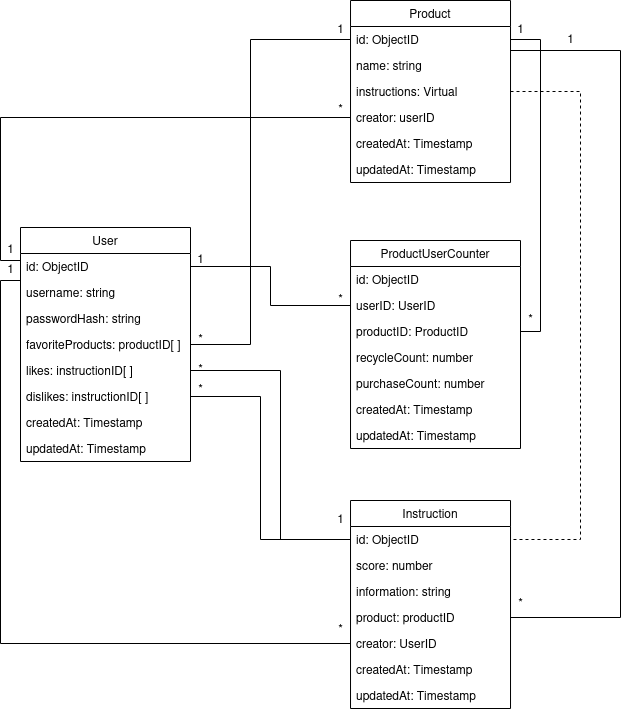 Product
id: ObjectID
name: string
instructions: Virtual
creator: userID
createdAt: Timestamp
updatedAt: Timestamp
1
1
1
*
User
id: ObjectID
username: string
passwordHash: string
favoriteProducts: productID[ ]
likes: instructionID[ ]
dislikes: instructionID[ ]
createdAt: Timestamp
updatedAt: Timestamp
1
1
1
*
*
*
ProductUserCounter
id: ObjectID
userID: UserID
productID: ProductID
recycleCount: number
purchaseCount: number
createdAt: Timestamp
updatedAt: Timestamp
*
*
Instruction
id: ObjectID
score: number
information: string
product: productID
creator: UserID
createdAt: Timestamp
updatedAt: Timestamp
1
*
*